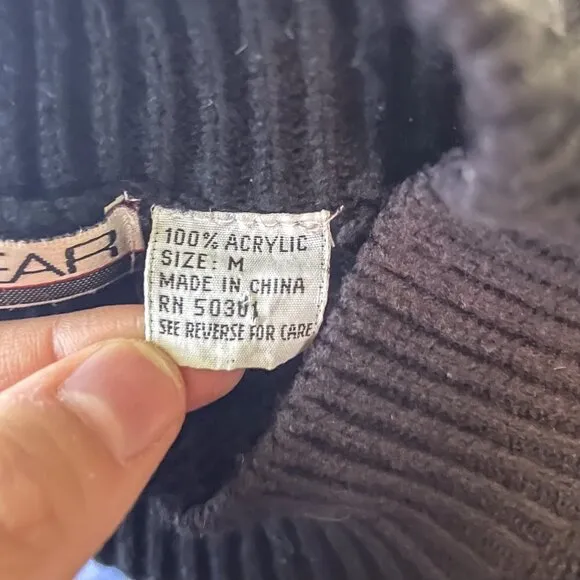 EAR
100% ACRYLIC
SIZE: M
MADE IN CHINA
RN 50301
SEE REVERSE FOR CARE